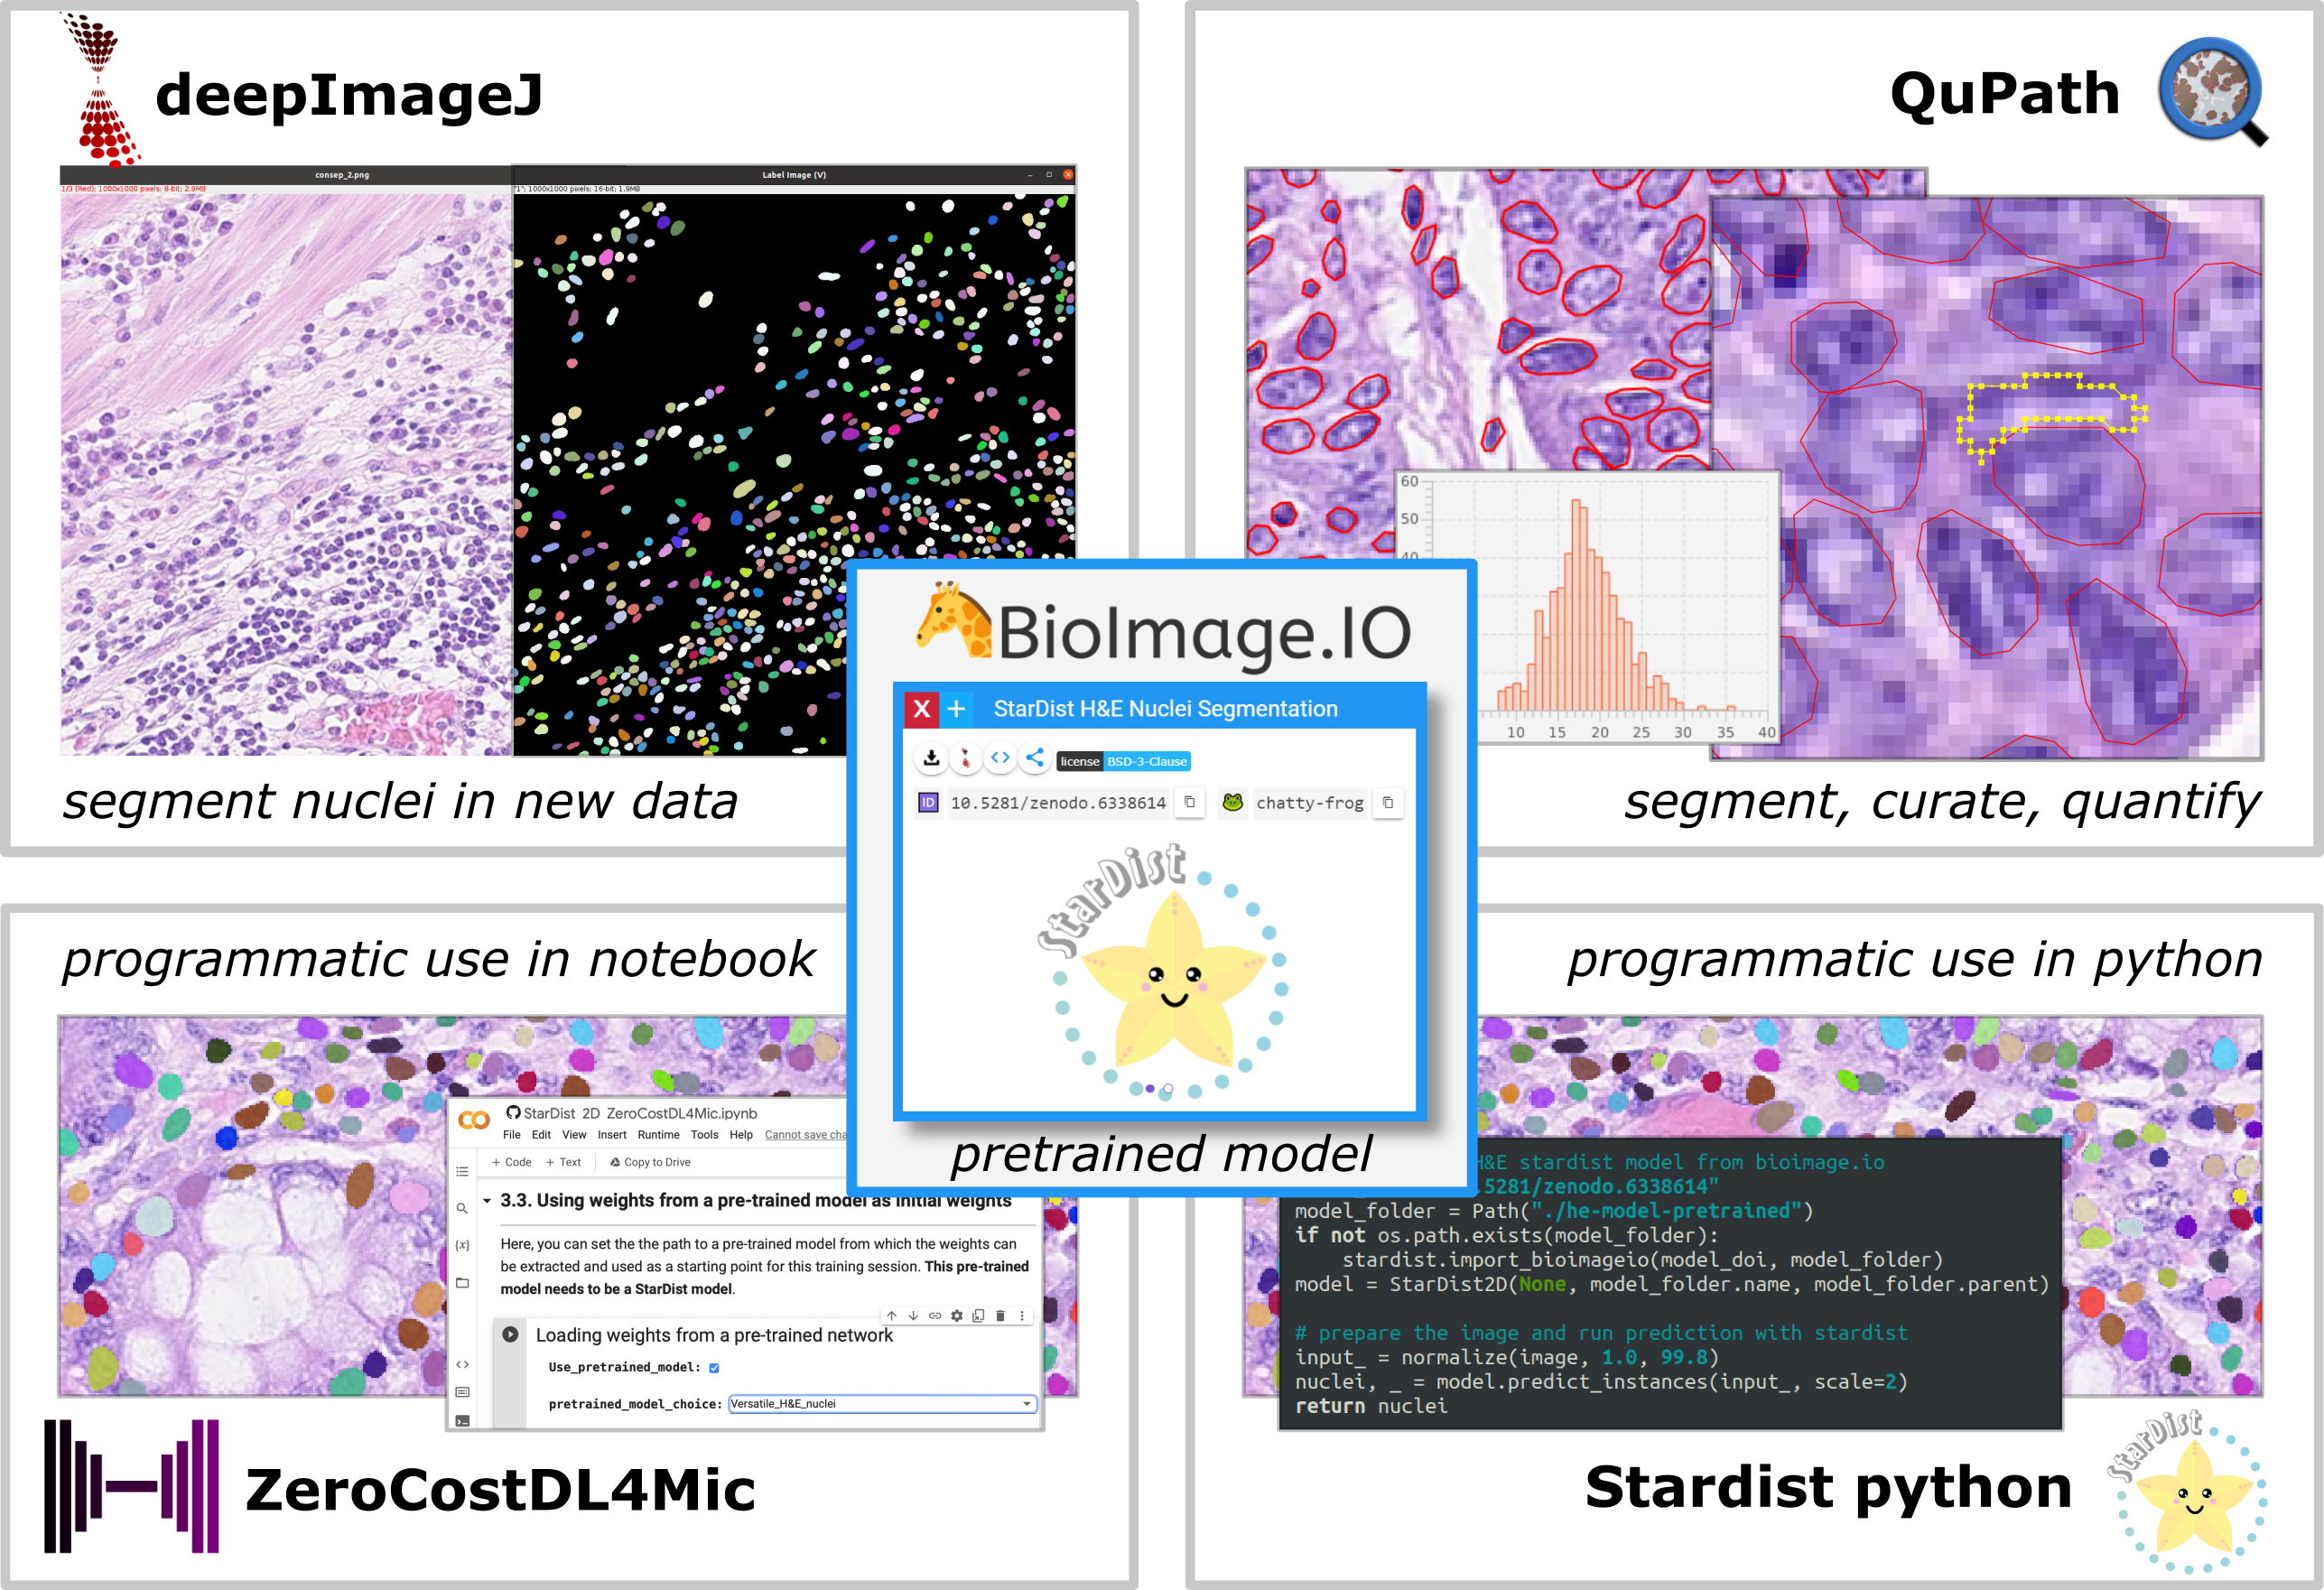 deepImageJ
consep_2.png
1/3 (Red); 1000x1000 pixels; 8-bit; 2.9MB
Label Image (V)
"1"; 1000x1000 pixels; 16-bit; 1.9MB
segment nuclei in new data
QuPath
60
50
40
10 15 20 25 30 35 40
segment, curate, quantify
BioImage.IO
X + StarDist H&E Nuclei Segmentation
license BSD-3-Clause
ID 10.5281/zenodo.6338614 chatty-frog
StarDist
pretrained model
programmatic use in notebook
StarDist 2D ZeroCostDL4Mic.ipynb
File Edit View Insert Runtime Tools Help Cannot save cha
+ Code + Text Copy to Drive
3.3. Using weights from a pre-trained model as initial weights
Here, you can set the the path to a pre-trained model from which the weights can
be extracted and used as a starting point for this training session. This pre-trained
model needs to be a StarDist model.
Loading weights from a pre-trained network
Use_pretrained_model:
pretrained_model_choice: Versatile_H&E_nuclei
ZeroCostDL4Mic
programmatic use in python
H&E stardist model from bioimage.io
.5281/zenodo.6338614"
model_folder = Path("./he-model-pretrained")
if not os.path.exists(model_folder):
    stardist.import_bioimageio(model_doi, model_folder)
model = StarDist2D(None, model_folder.name, model_folder.parent)
# prepare the image and run prediction with stardist
input_ = normalize(image, 1.0, 99.8)
nuclei, _ = model.predict_instances(input_, scale=2)
return nuclei
Stardist python
StarDist